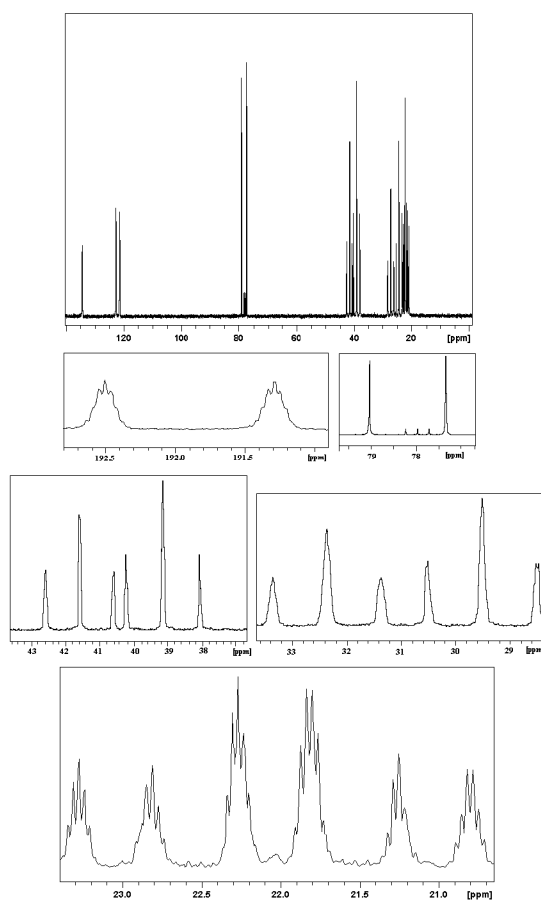 120 100 80 60 40 20 [ppm]
192.5 192.0 191.5 [ppm]
79 78 [ppm]
43 42 41 40 39 38 [ppm]
33 32 31 30 29 28 [ppm]
23.0 22.5 22.0 21.5 21.0 [ppm]